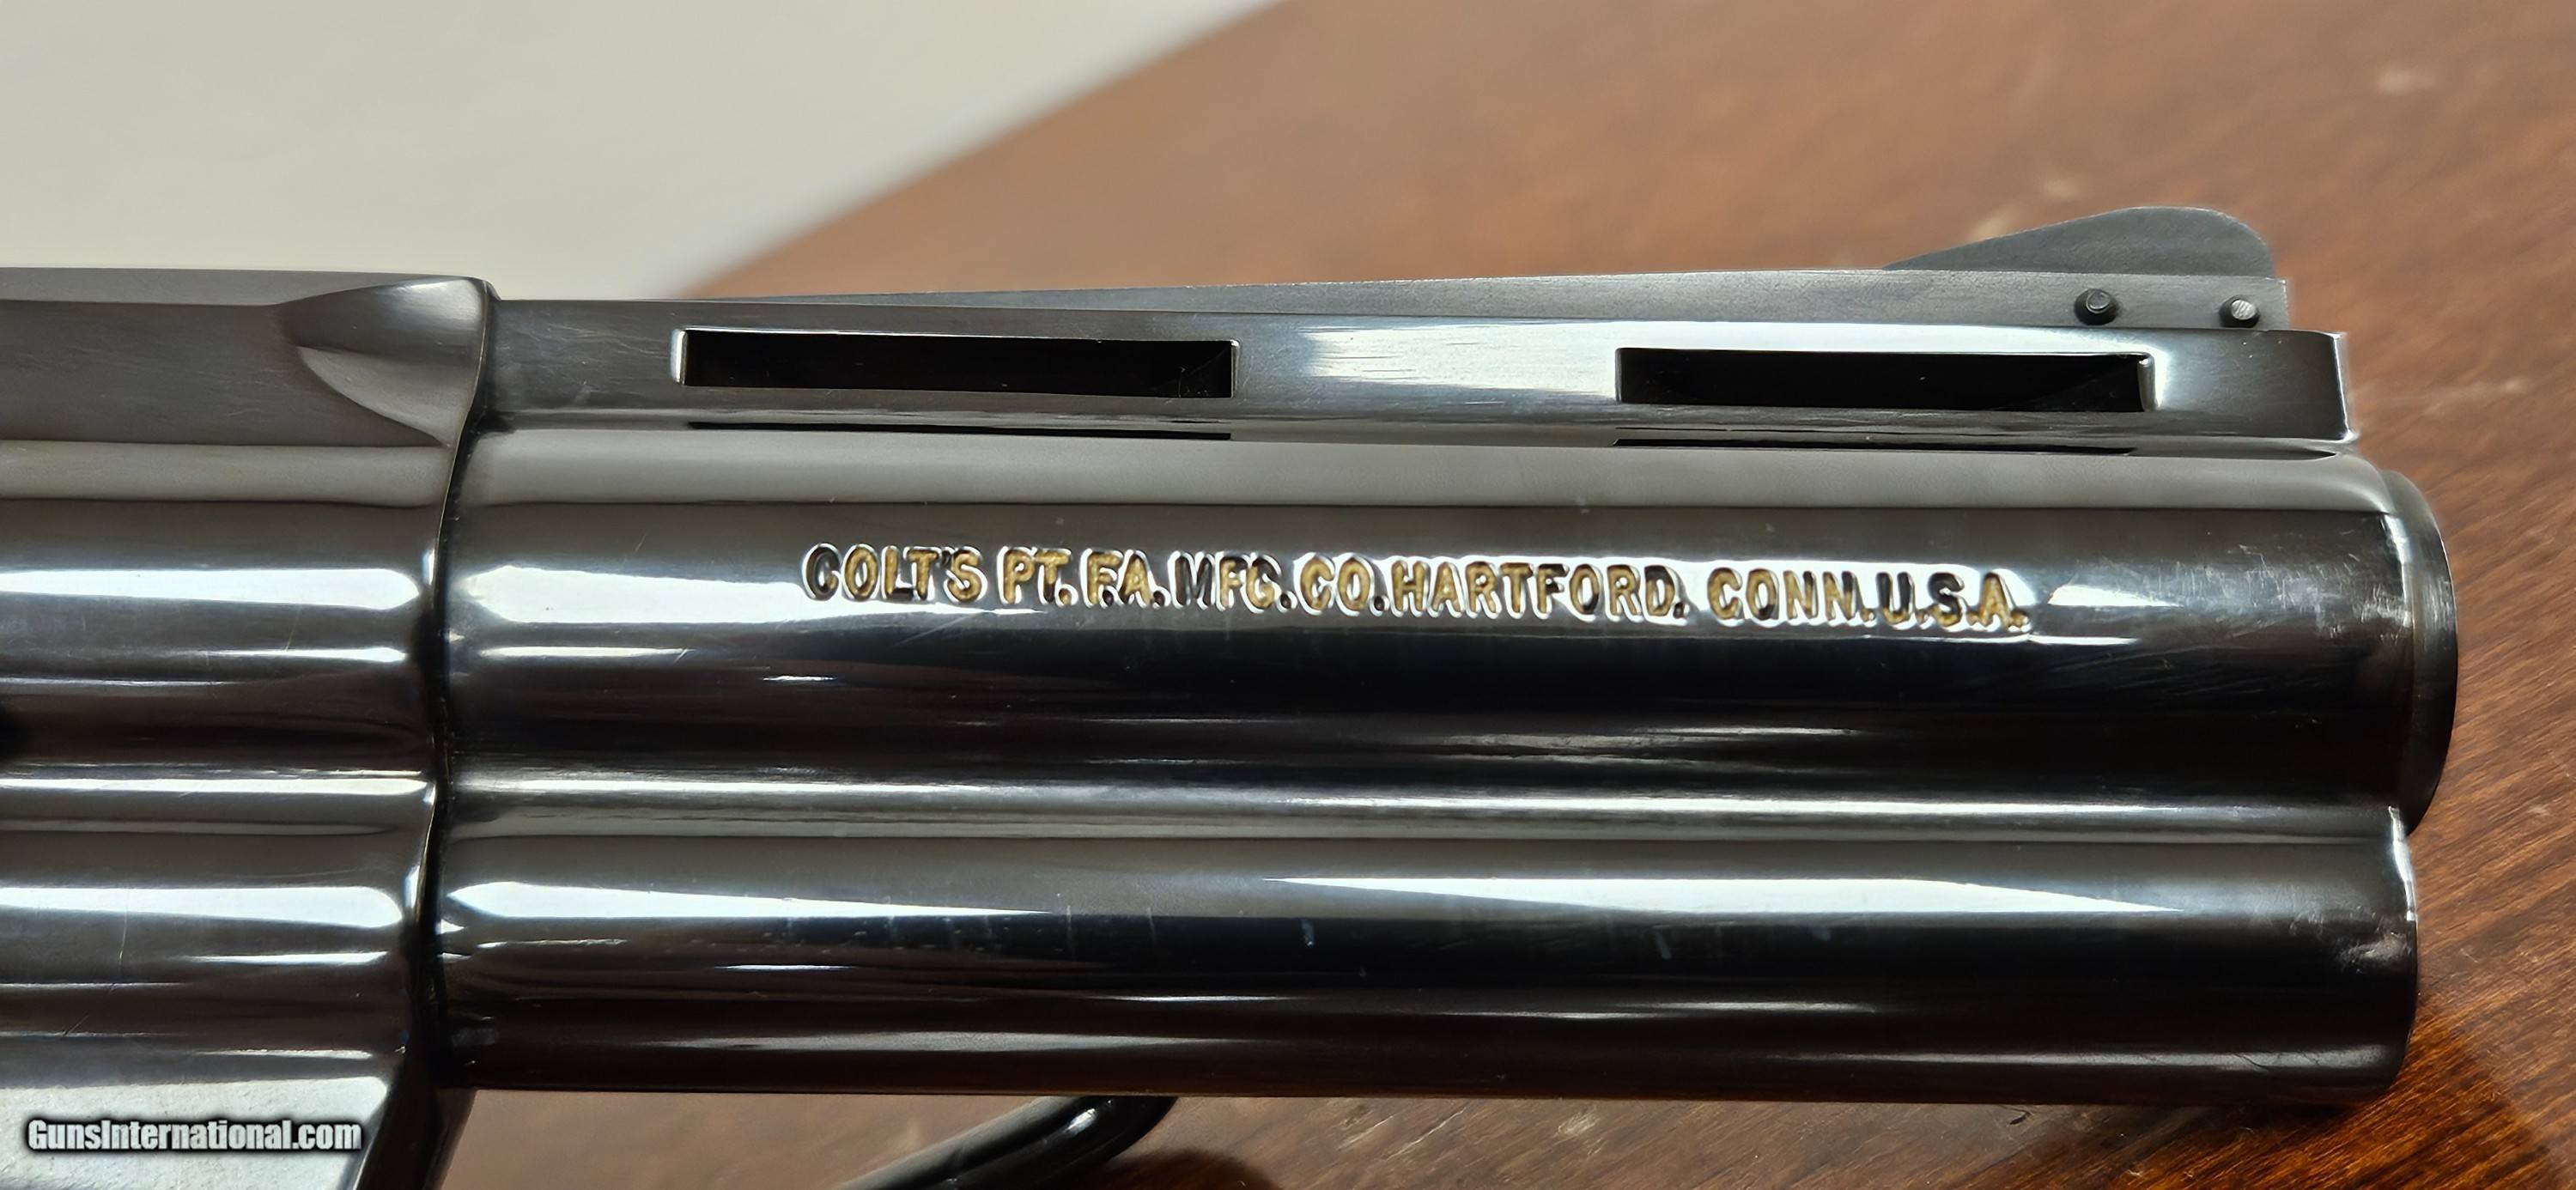 COLT'S PT.F.A.MFG.CO.HARTFORD. CONN.U.S.A.
GunsInternational.com